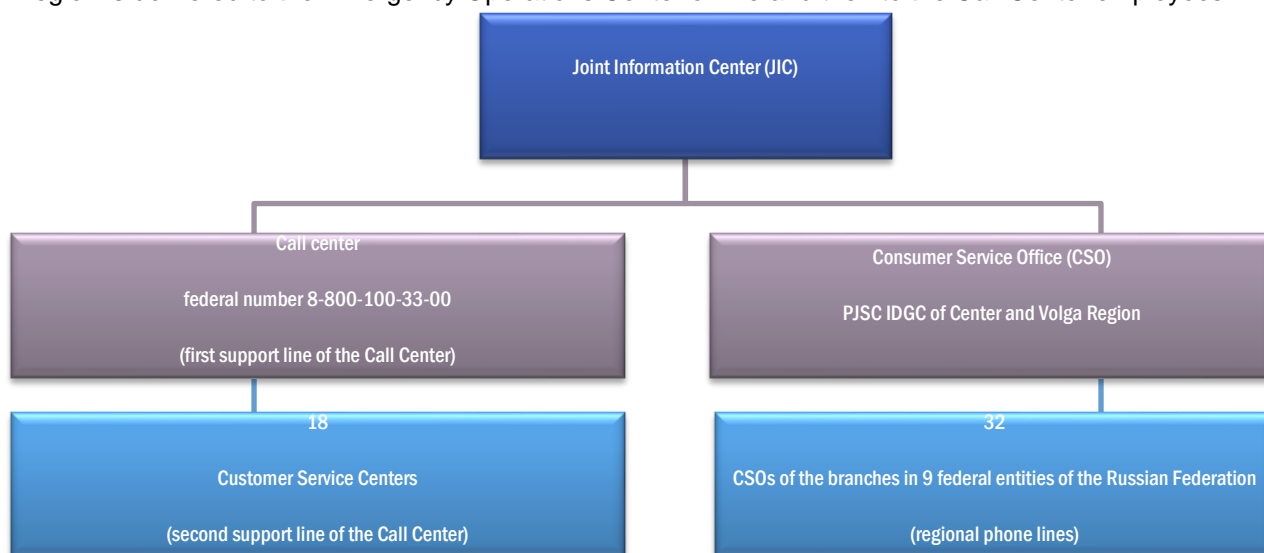 Joint Information Center (JIC)
Call center
federal number 8-800-100-33-00
(first support line of the Call Center)
Consumer Service Office (CSO)
PJSC IDGC of Center and Volga Region
18
Customer Service Centers
(second support line of the Call Center)
32
CSOs of the branches in 9 federal entities of the Russian Federation
(regional phone lines)